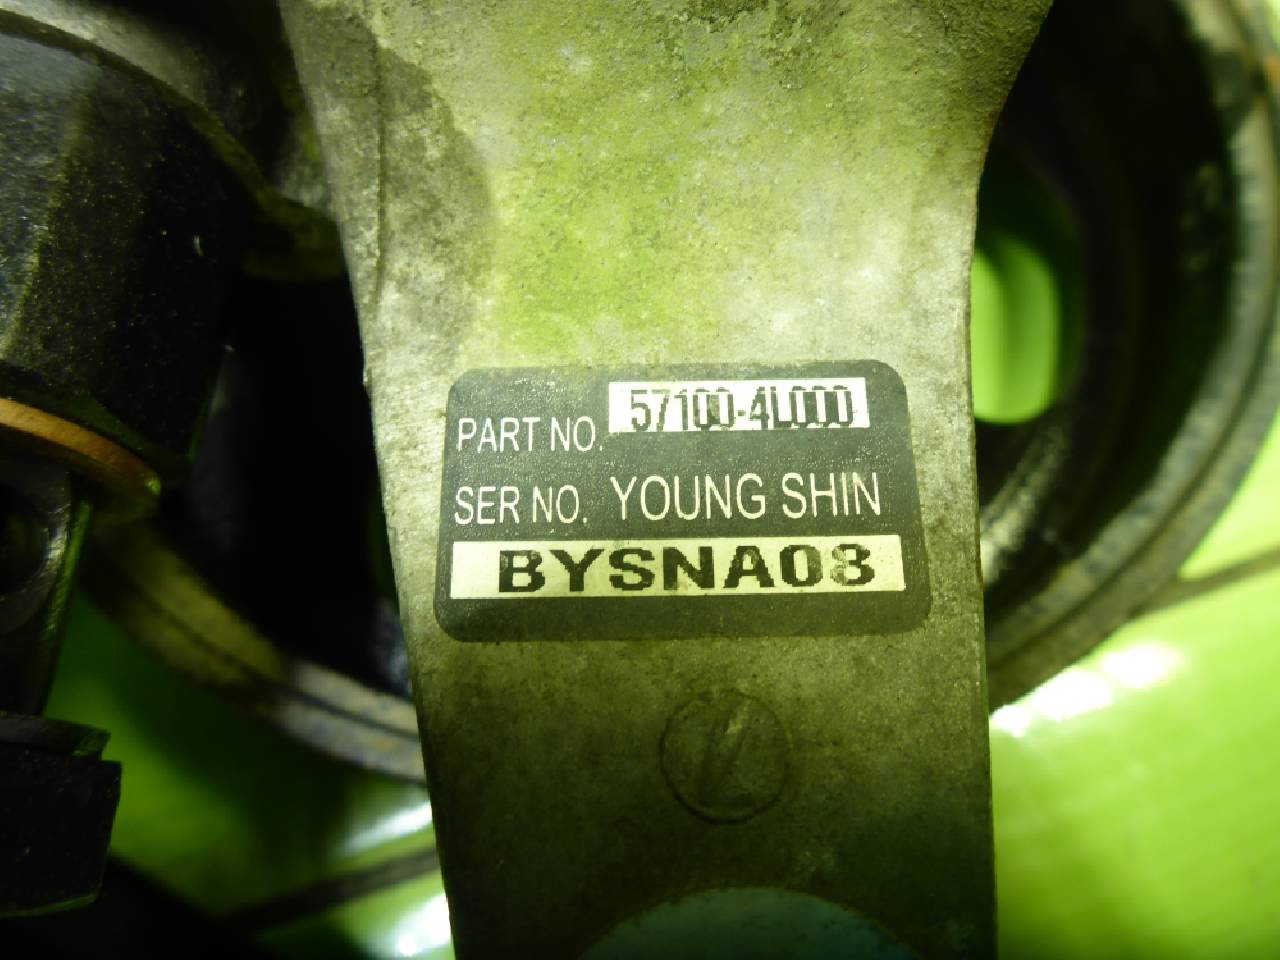 PART NO. 57100-4L000
SER NO. YOUNG SHIN
BYSNA08